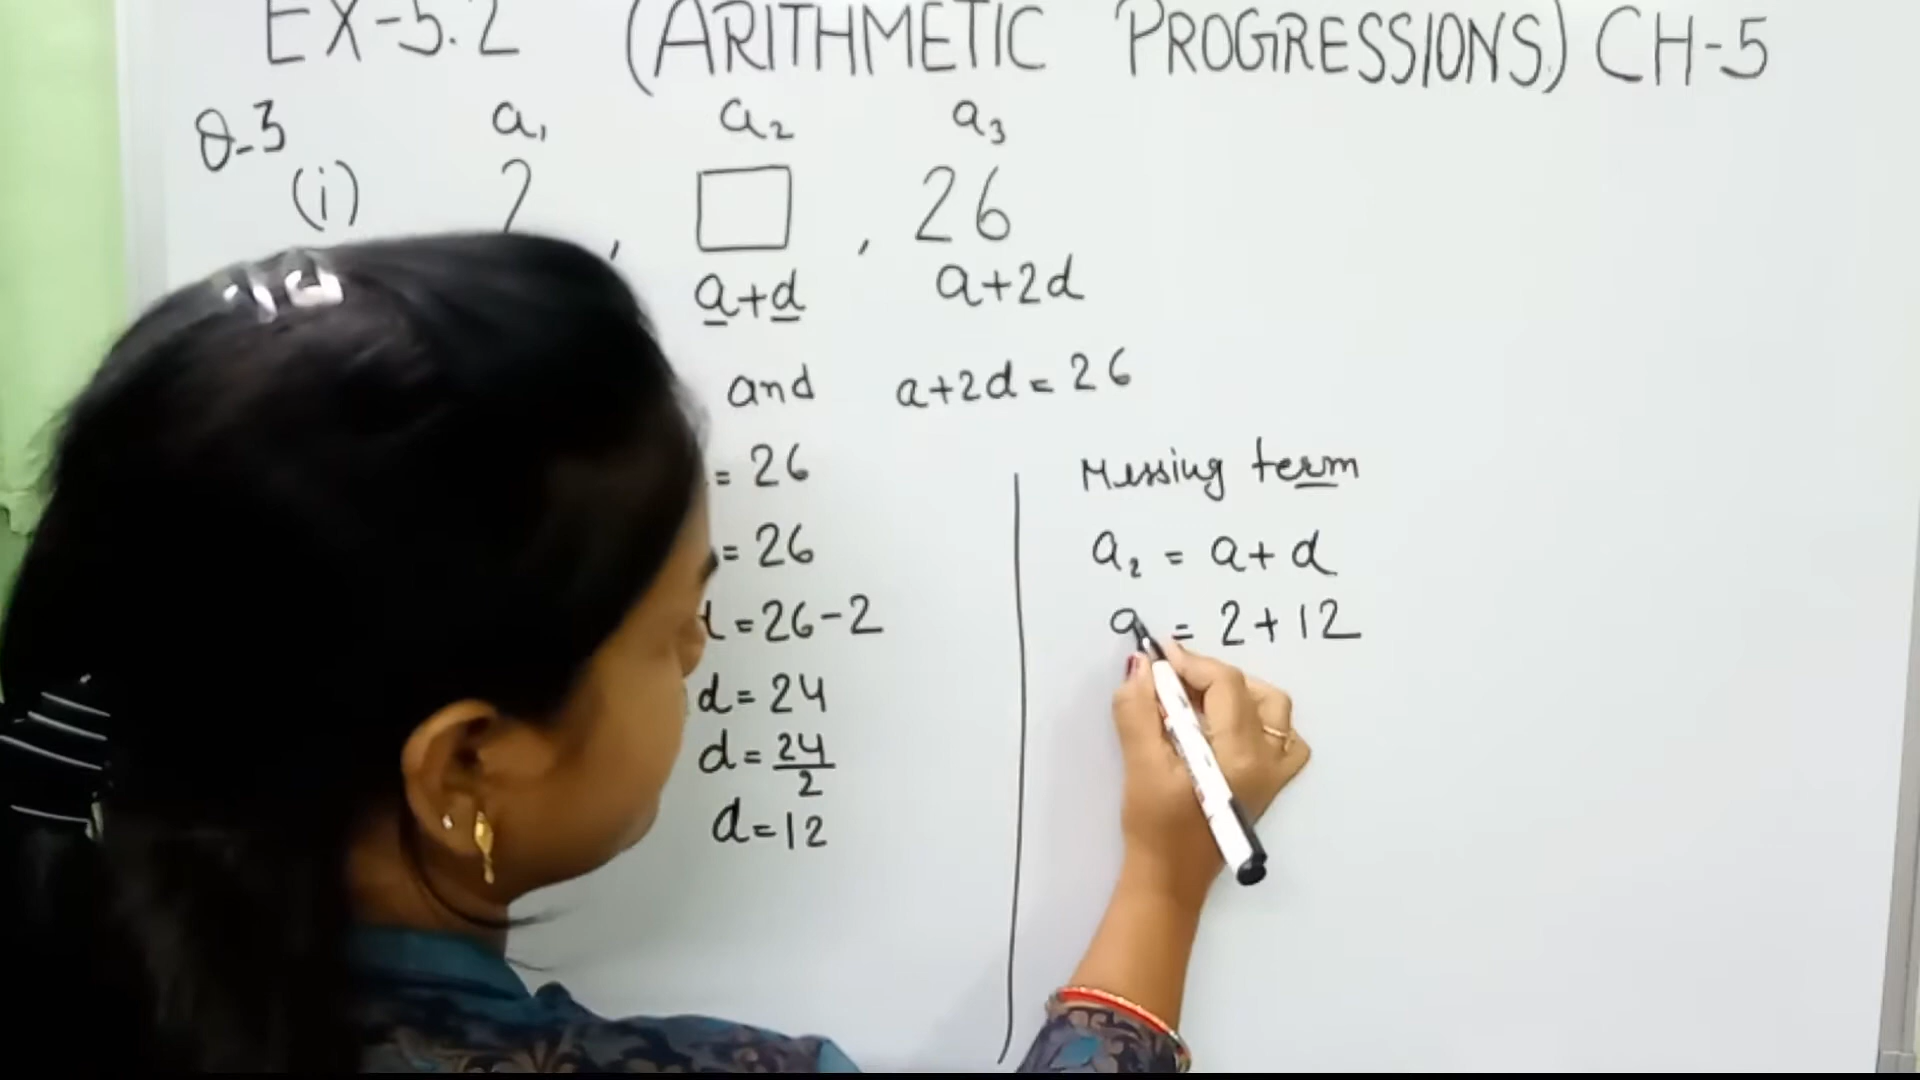 EX-5.2 (ARITHMETIC PROGRESSIONS) CH-5
Q-3 a₁ a₂ a₃
(i) 2 , □ , 26
a+d a+2d
and a+2d = 26
= 26
= 26
= 26-2
d = 24
d = 24/2
d = 12
Missing term
a₂ = a + d
a = 2 + 12